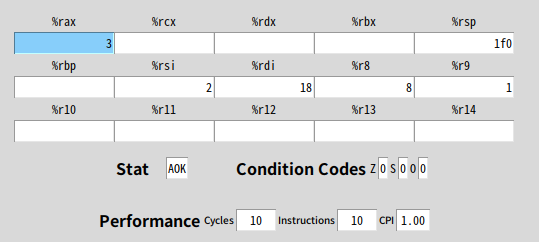 %rax %rcx %rdx %rbx %rsp
3 1f0
%rbp %rsi %rdi %r8 %r9
2 18 8 1
%r10 %r11 %r12 %r13 %r14
Stat AOK Condition Codes Z 0 S 0 O 0
Performance Cycles 10 Instructions 10 CPI 1.00